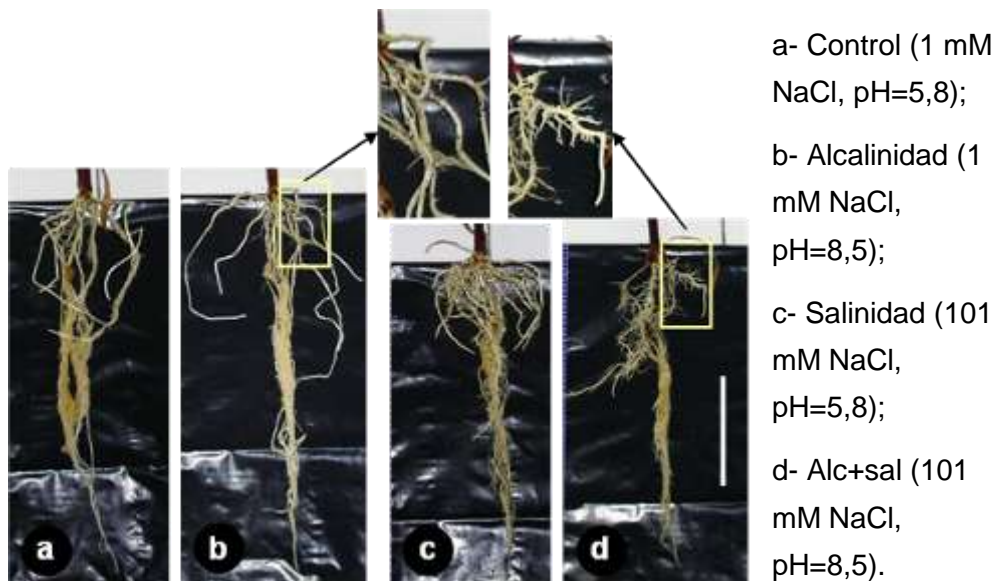 a- Control (1 mM
NaCl, pH=5,8);
b- Alcalinidad (1
mM NaCl,
pH=8,5);
c- Salinidad (101
mM NaCl,
pH=5,8);
d- Alc+sal (101
mM NaCl,
pH=8,5).
a
b
c
d